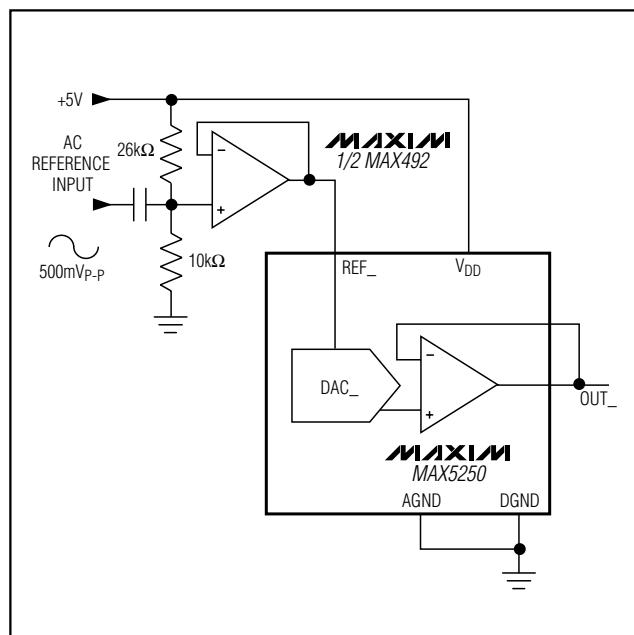 +5V
AC
REFERENCE
INPUT
26kΩ
MAXIM
1/2 MAX492
−
+
500mVP-P
10kΩ
REF_
VDD
DAC_
−
+
OUT_
MAXIM
MAX5250
AGND
DGND